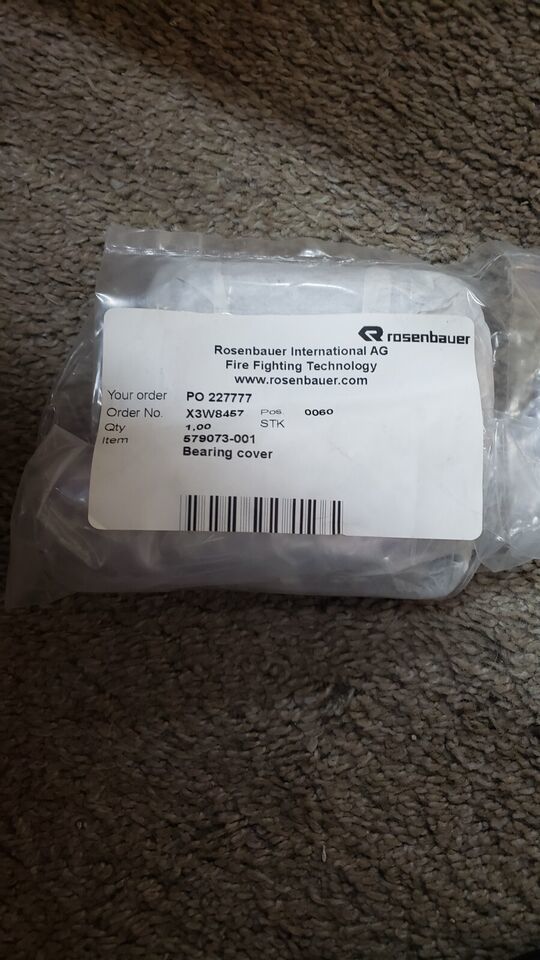 rosenbauer
Rosenbauer International AG
Fire Fighting Technology
www.rosenbauer.com
Your order PO 227777
Order No. X3W8457 Pos. 0060
Qty 1.00 STK
Item 579073-001
Bearing cover